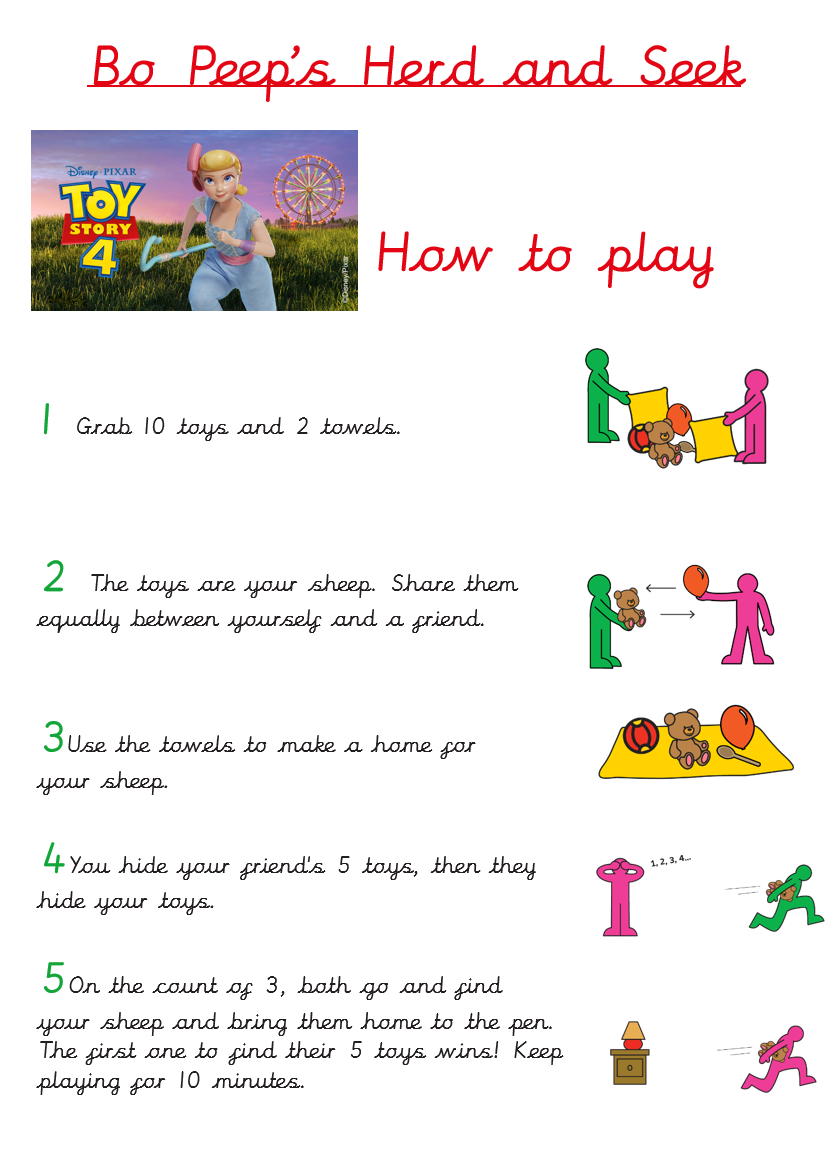 Bo Peep's Herd and Seek
Disney · PIXAR
TOY
STORY
4
©Disney/Pixar
How to play
1 Grab 10 toys and 2 towels.
2 The toys are your sheep. Share them
equally between yourself and a friend.
3 Use the towels to make a home for
your sheep.
4 You hide your friend's 5 toys, then they
hide your toys.
1, 2, 3, 4...
5 On the count of 3, both go and find
your sheep and bring them home to the pen.
The first one to find their 5 toys wins! Keep
playing for 10 minutes.